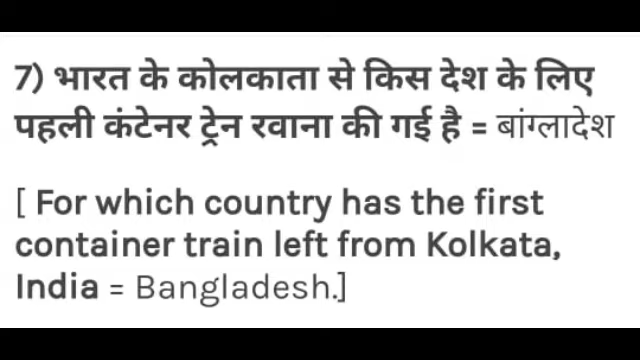 7) भारत के कोलकाता से किस देश के लिए
पहली कंटेनर ट्रेन रवाना की गई है = बांग्लादेश
[ For which country has the first
container train left from Kolkata,
India = Bangladesh.]